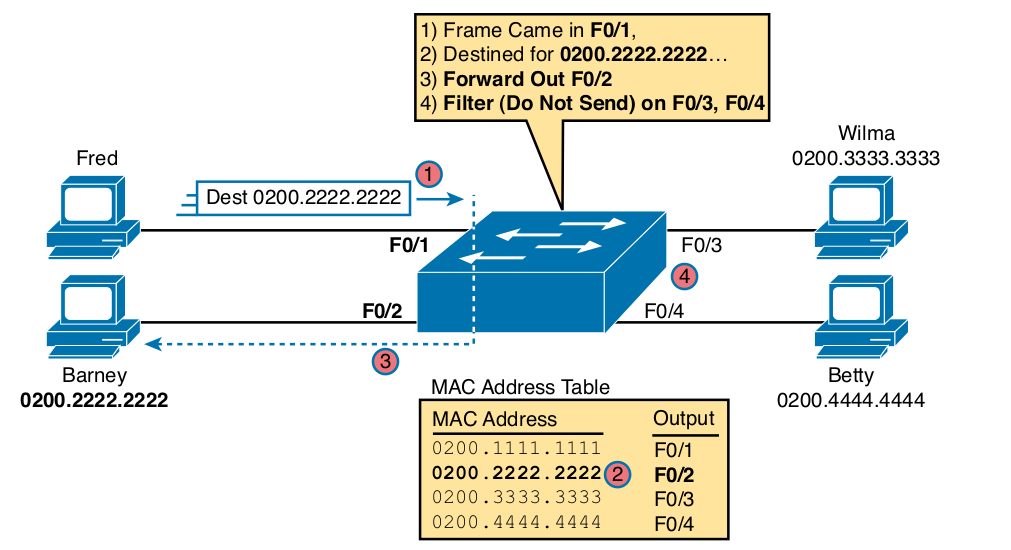 1) Frame Came in F0/1,
2) Destined for 0200.2222.2222…
3) Forward Out F0/2
4) Filter (Do Not Send) on F0/3, F0/4
Fred
Wilma
0200.3333.3333
Dest 0200.2222.2222
1
F0/1
F0/3
4
F0/2
F0/4
3
Barney
0200.2222.2222
Betty
0200.4444.4444
MAC Address Table
MAC Address Output
0200.1111.1111 F0/1
0200.2222.2222 2 F0/2
0200.3333.3333 F0/3
0200.4444.4444 F0/4